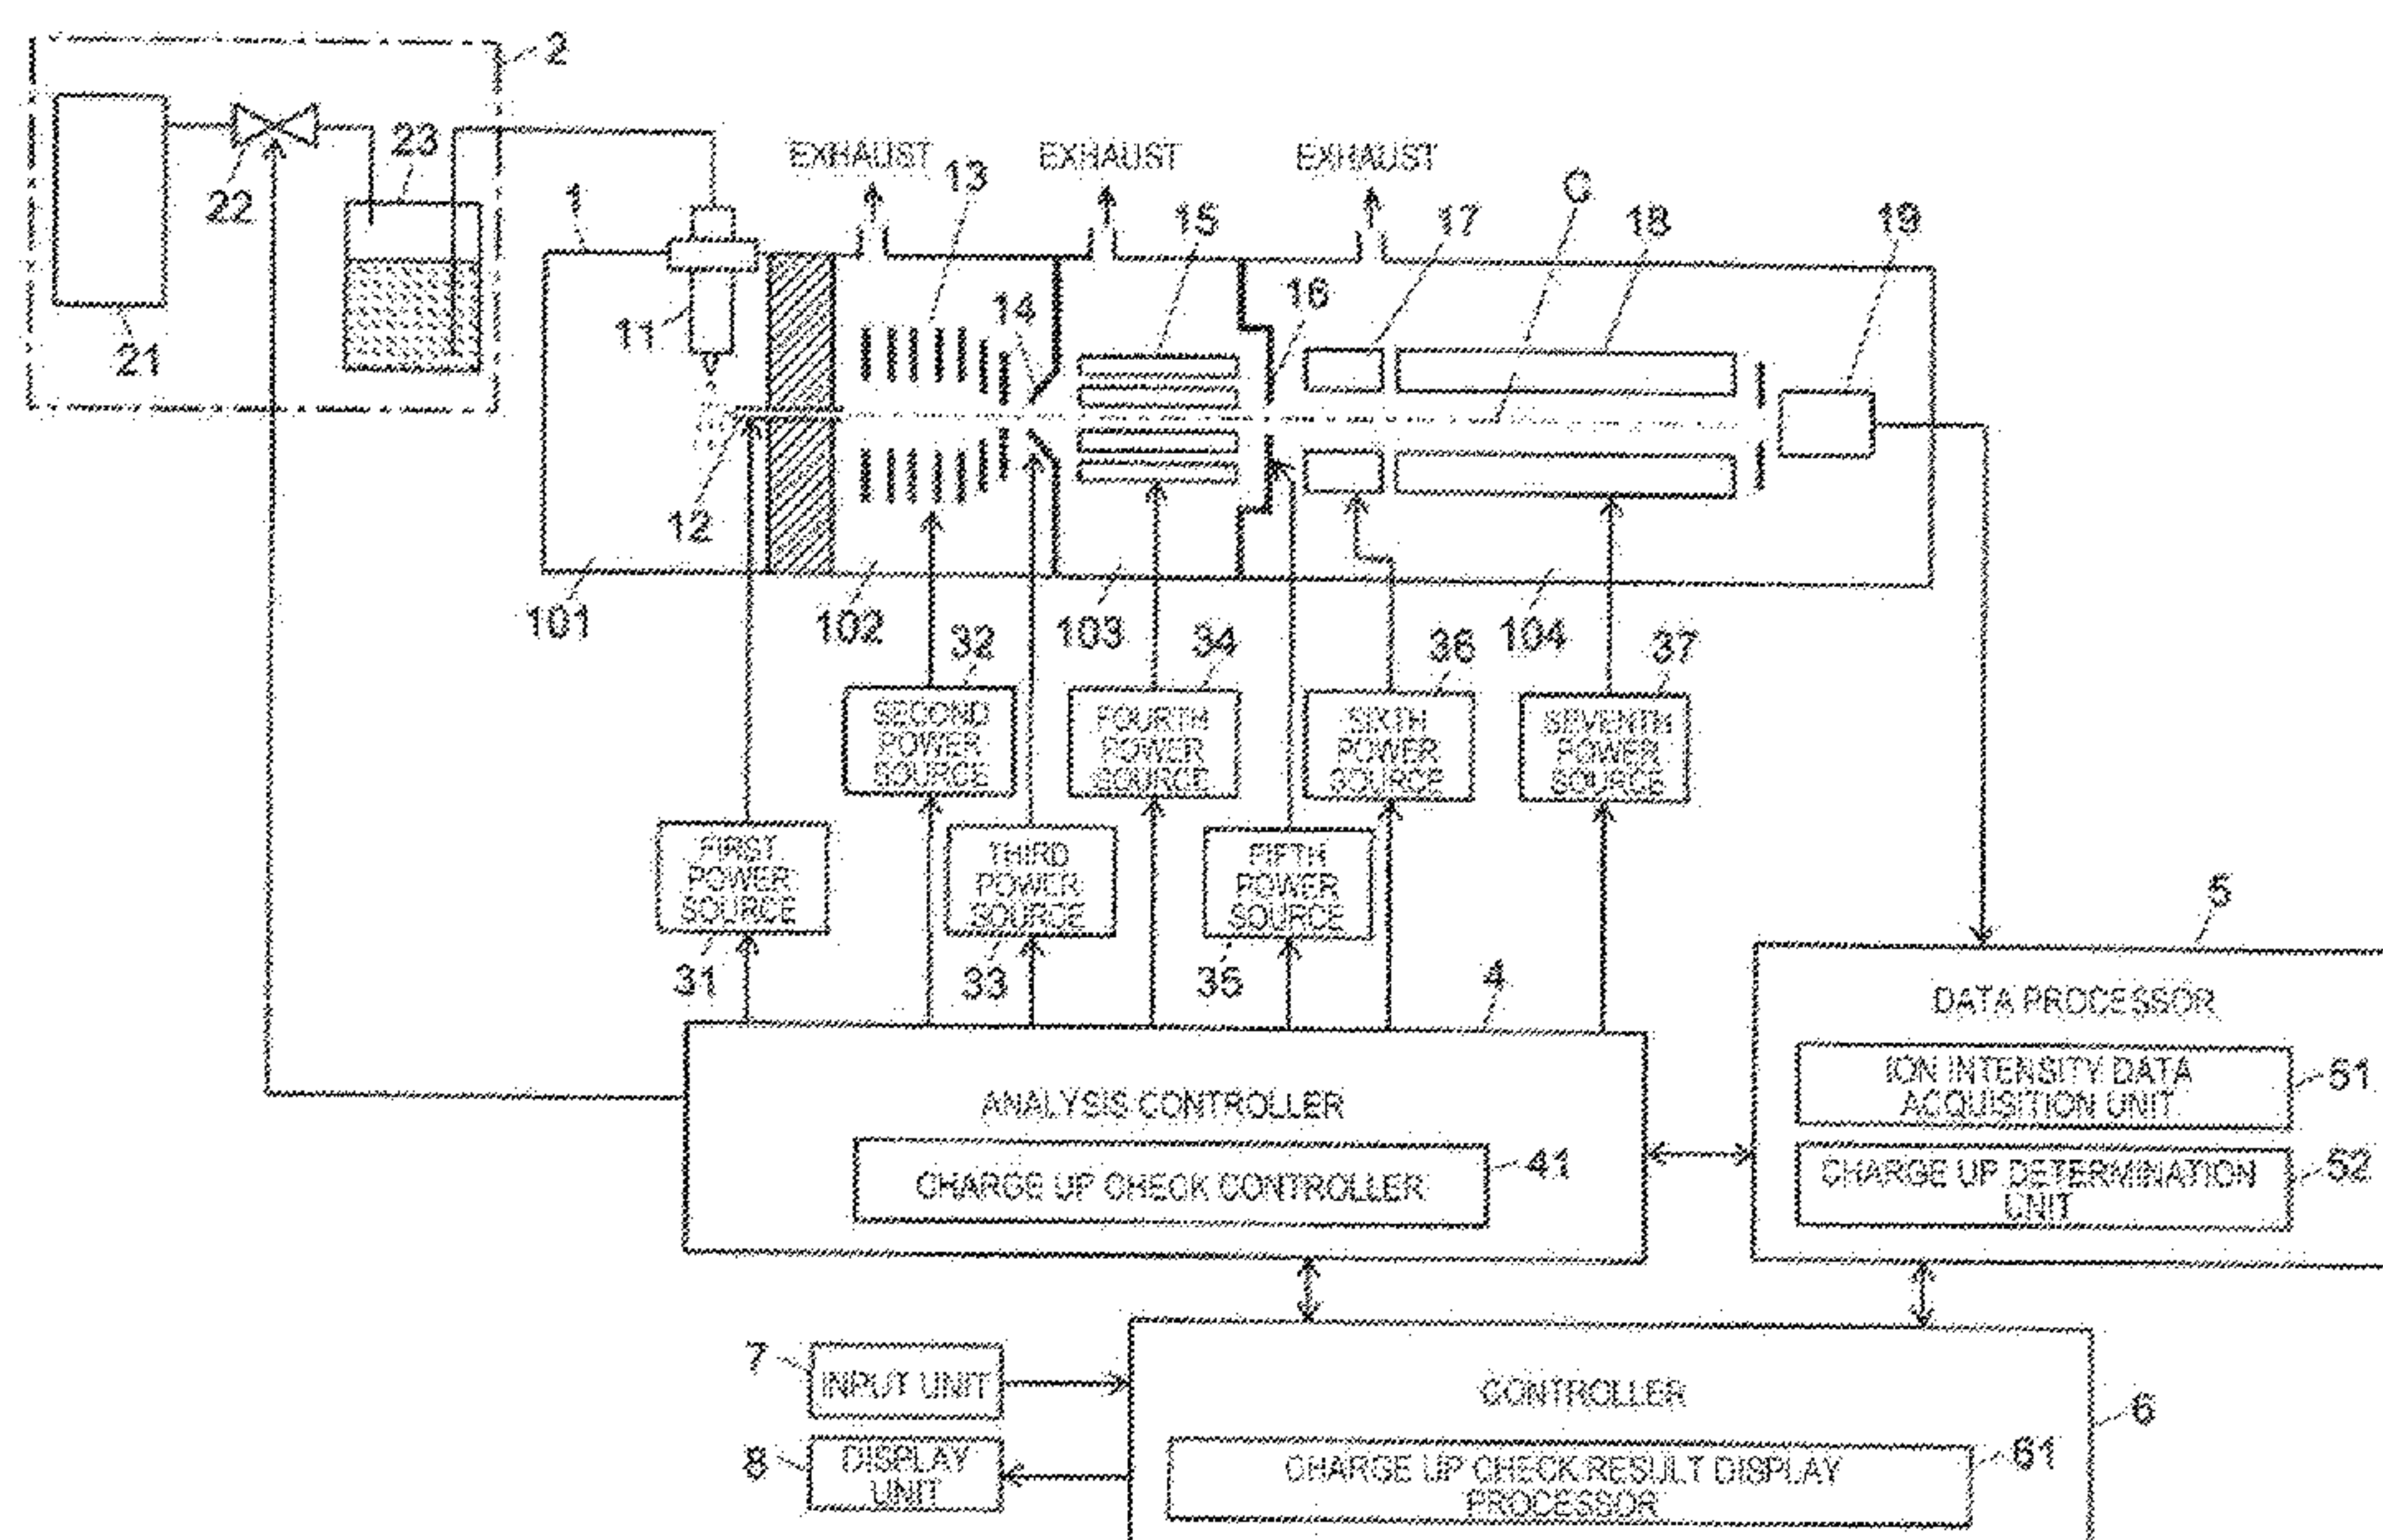 2
23
EXHAUST
EXHAUST
EXHAUST
13
C
1
22
15
17
18
19
14
16
11
21
12
101
102
103
104
32
34
36
37
SECOND
POWER
SOURCE
FOURTH
POWER
SOURCE
SIXTH
POWER
SOURCE
SEVENTH
POWER
SOURCE
FIRST
POWER
SOURCE
THIRD
POWER
SOURCE
FIFTH
POWER
SOURCE
31
33
35
4
5
DATA PROCESSOR
ION INTENSITY DATA
ACQUISITION UNIT
51
CHARGE UP DETERMINATION
UNIT
52
ANALYSIS CONTROLLER
CHARGE UP CHECK CONTROLLER
41
7
INPUT UNIT
8
DISPLAY
UNIT
CONTROLLER
6
CHARGE UP CHECK RESULT DISPLAY
PROCESSOR
61